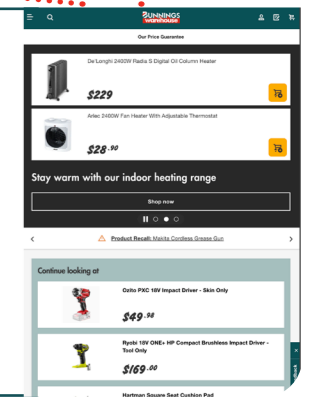 BUNNINGS
warehouse
Our Price Guarantee
De'Longhi 2400W Radia S Digital Oil Column Heater
$229
Arlec 2400W Fan Heater With Adjustable Thermostat
$28.90
Stay warm with our indoor heating range
Shop now
Product Recall: Makita Cordless Grease Gun
Continue looking at
Ozito PXC 18V Impact Driver - Skin Only
$49.98
Ryobi 18V ONE+ HP Compact Brushless Impact Driver -
Tool Only
$169.00
Hartman Square Seat Cushion Pad